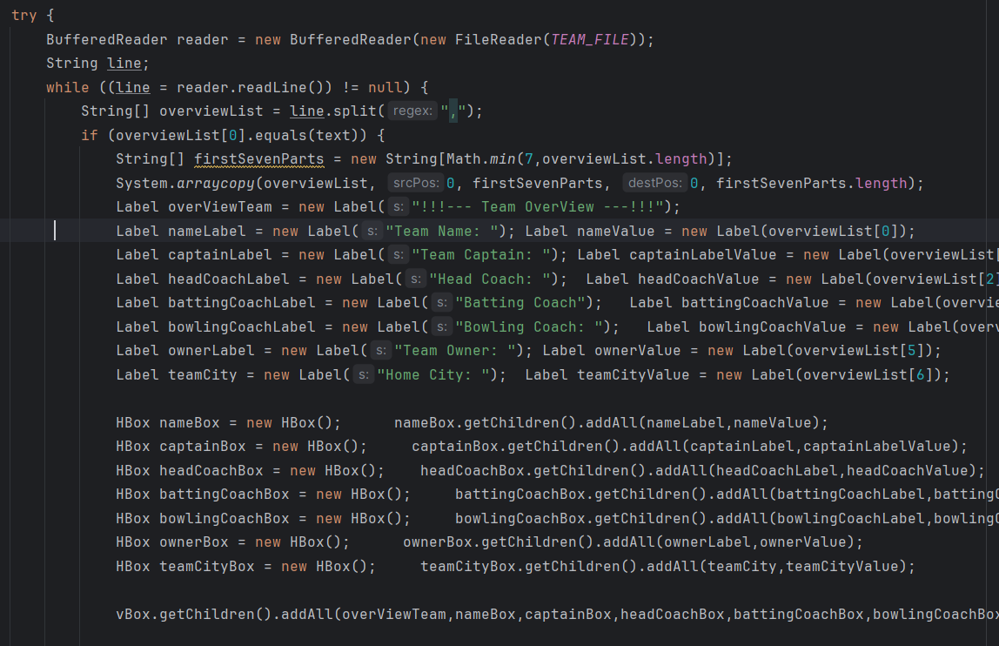 try {
BufferedReader reader = new BufferedReader(new FileReader(TEAM_FILE));
String line;
while ((line = reader.readLine()) != null) {
String[] overviewList = line.split( regex: ",");
if (overviewList[0].equals(text)) {
String[] firstSevenParts = new String[Math.min(7,overviewList.length)];
System.arraycopy(overviewList, srcPos: 0, firstSevenParts, destPos: 0, firstSevenParts.length);
Label overViewTeam = new Label( s: "!!!--- Team OverView ---!!!");
Label nameLabel = new Label( s: "Team Name: "); Label nameValue = new Label(overviewList[0]);
Label captainLabel = new Label( s: "Team Captain: "); Label captainLabelValue = new Label(overviewList[
Label headCoachLabel = new Label( s: "Head Coach: ");  Label headCoachValue = new Label(overviewList[2]
Label battingCoachLabel = new Label( s: "Batting Coach");   Label battingCoachValue = new Label(overvie
Label bowlingCoachLabel = new Label( s: "Bowling Coach: ");   Label bowlingCoachValue = new Label(overv
Label ownerLabel = new Label( s: "Team Owner: "); Label ownerValue = new Label(overviewList[5]);
Label teamCity = new Label( s: "Home City: ");  Label teamCityValue = new Label(overviewList[6]);
HBox nameBox = new HBox();      nameBox.getChildren().addAll(nameLabel,nameValue);
HBox captainBox = new HBox();     captainBox.getChildren().addAll(captainLabel,captainLabelValue);
HBox headCoachBox = new HBox();    headCoachBox.getChildren().addAll(headCoachLabel,headCoachValue);
HBox battingCoachBox = new HBox();     battingCoachBox.getChildren().addAll(battingCoachLabel,battingC
HBox bowlingCoachBox = new HBox();     bowlingCoachBox.getChildren().addAll(bowlingCoachLabel,bowlingC
HBox ownerBox = new HBox();      ownerBox.getChildren().addAll(ownerLabel,ownerValue);
HBox teamCityBox = new HBox();     teamCityBox.getChildren().addAll(teamCity,teamCityValue);
vBox.getChildren().addAll(overViewTeam,nameBox,captainBox,headCoachBox,battingCoachBox,bowlingCoachBox